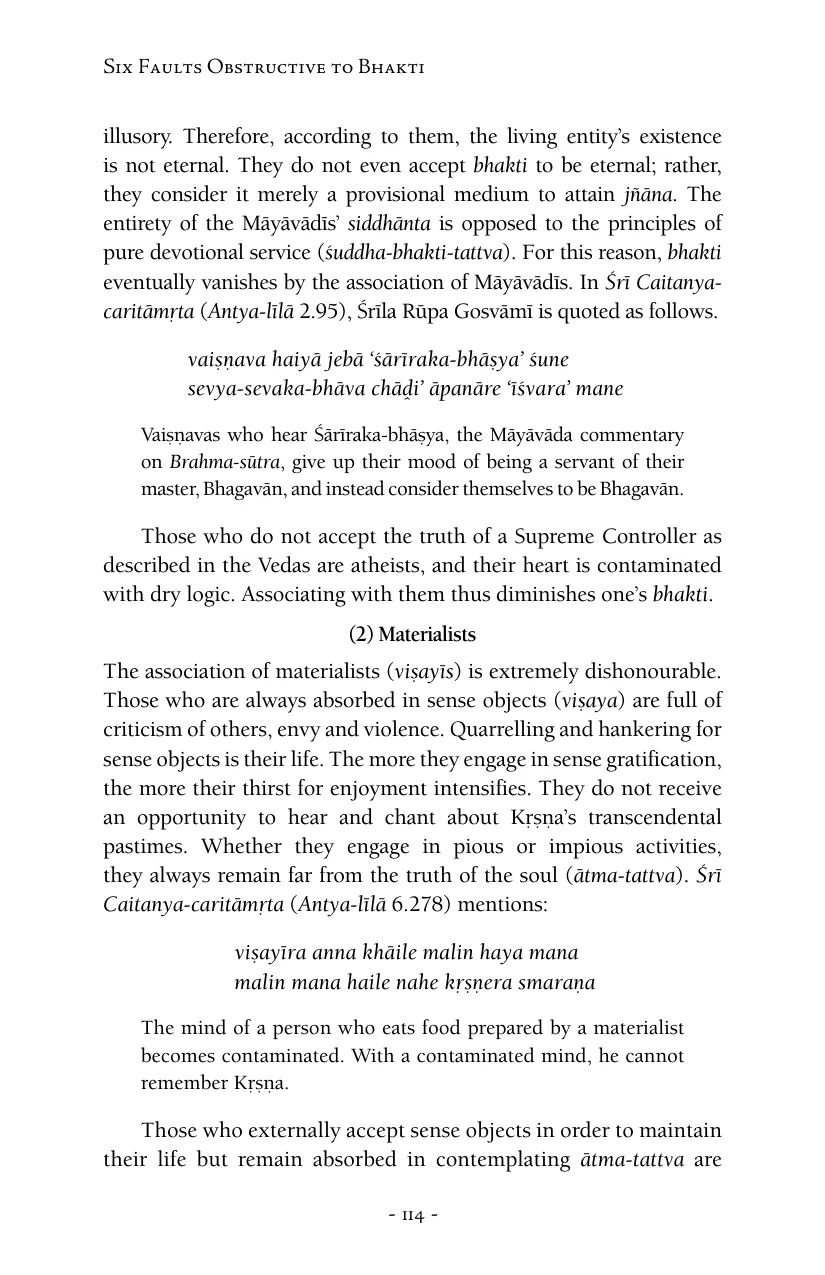 Six Faults Obstructive to Bhakti
illusory. Therefore, according to them, the living entity’s existence
is not eternal. They do not even accept bhakti to be eternal; rather,
they consider it merely a provisional medium to attain jñāna. The
entirety of the Māyāvādīs’ siddhānta is opposed to the principles of
pure devotional service (śuddha-bhakti-tattva). For this reason, bhakti
eventually vanishes by the association of Māyāvādīs. In Śrī Caitanya-
caritāmṛta (Antya-līlā 2.95), Śrīla Rūpa Gosvāmī is quoted as follows.
vaiṣṇava haiyā jebā ‘śārīraka-bhāṣya’ śune
sevya-sevaka-bhāva chāḓi’ āpanāre ‘īśvara’ mane
Vaiṣṇavas who hear Śārīraka-bhāṣya, the Māyāvāda commentary
on Brahma-sūtra, give up their mood of being a servant of their
master, Bhagavān, and instead consider themselves to be Bhagavān.
Those who do not accept the truth of a Supreme Controller as
described in the Vedas are atheists, and their heart is contaminated
with dry logic. Associating with them thus diminishes one’s bhakti.
(2) Materialists
The association of materialists (viṣayīs) is extremely dishonourable.
Those who are always absorbed in sense objects (viṣaya) are full of
criticism of others, envy and violence. Quarrelling and hankering for
sense objects is their life. The more they engage in sense gratification,
the more their thirst for enjoyment intensifies. They do not receive
an opportunity to hear and chant about Kṛṣṇa’s transcendental
pastimes. Whether they engage in pious or impious activities,
they always remain far from the truth of the soul (ātma-tattva). Śrī
Caitanya-caritāmṛta (Antya-līlā 6.278) mentions:
viṣayīra anna khāile malin haya mana
malin mana haile nahe kṛṣṇera smaraṇa
The mind of a person who eats food prepared by a materialist
becomes contaminated. With a contaminated mind, he cannot
remember Kṛṣṇa.
Those who externally accept sense objects in order to maintain
their life but remain absorbed in contemplating ātma-tattva are
- 114 -